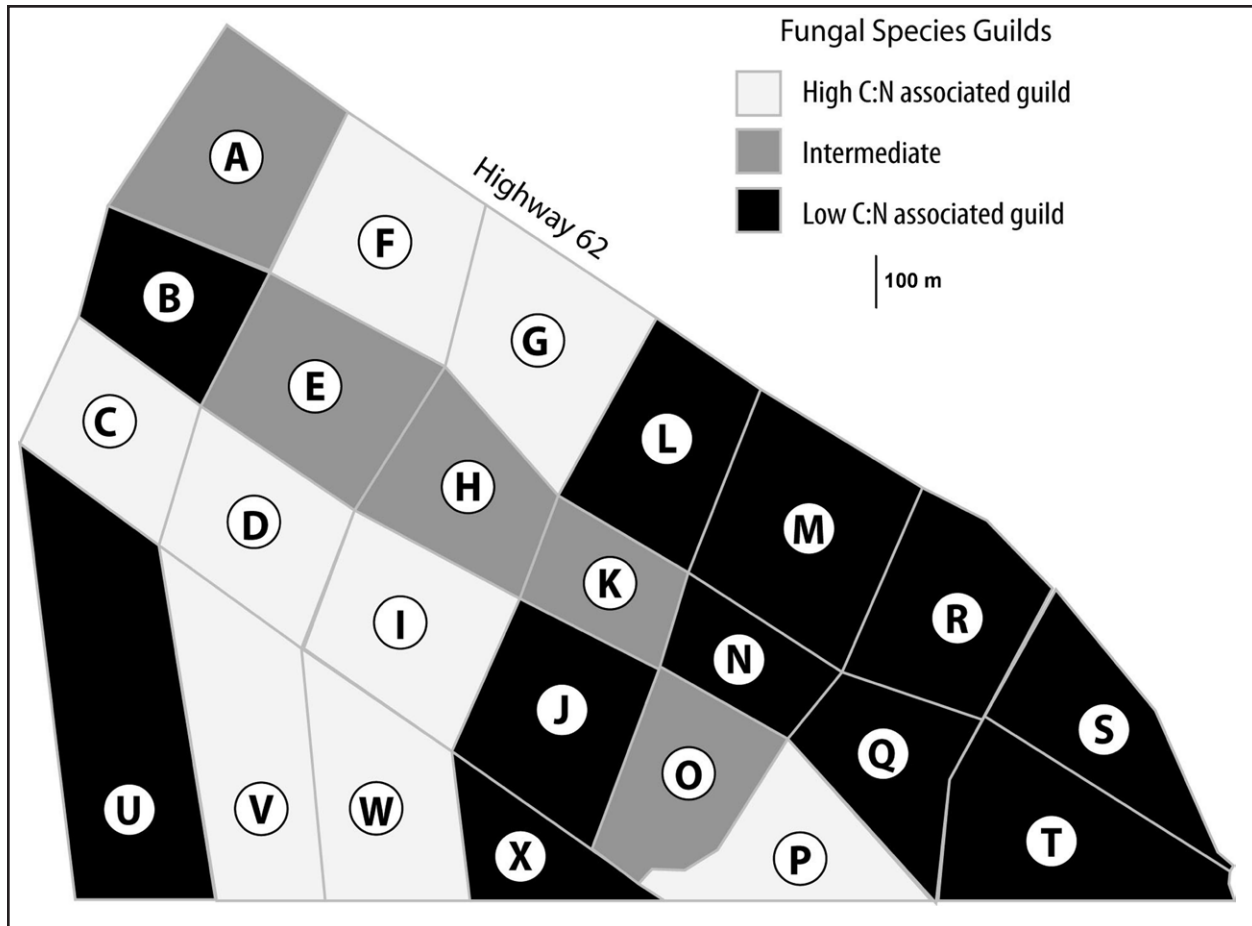 Fungal Species Guilds
High C:N associated guild
Intermediate
Low C:N associated guild
100 m
Highway 62
A
F
B
G
E
C
L
H
D
M
K
I
R
N
J
S
Q
O
U
V
W
X
P
T